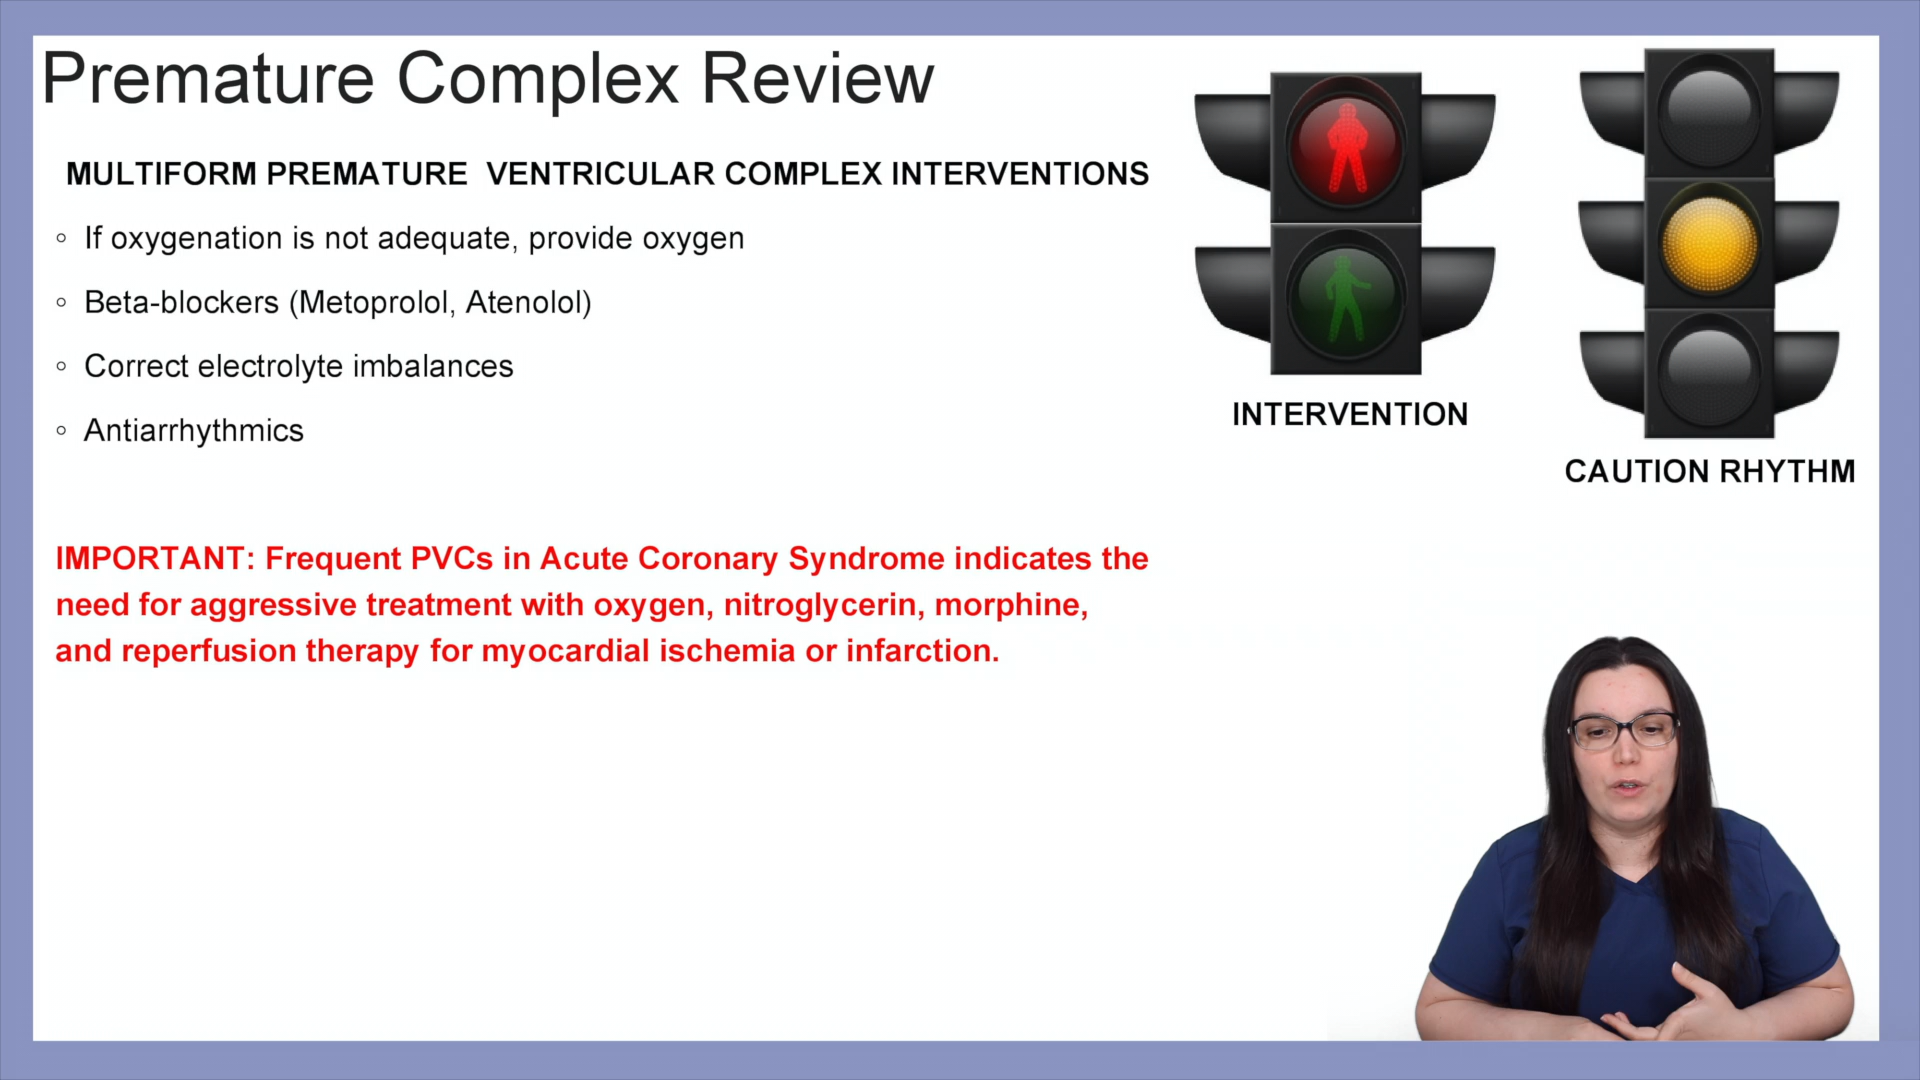 Premature Complex Review
MULTIFORM PREMATURE VENTRICULAR COMPLEX INTERVENTIONS
◦ If oxygenation is not adequate, provide oxygen
◦ Beta-blockers (Metoprolol, Atenolol)
◦ Correct electrolyte imbalances
◦ Antiarrhythmics
IMPORTANT: Frequent PVCs in Acute Coronary Syndrome indicates the
need for aggressive treatment with oxygen, nitroglycerin, morphine,
and reperfusion therapy for myocardial ischemia or infarction.
INTERVENTION
CAUTION RHYTHM